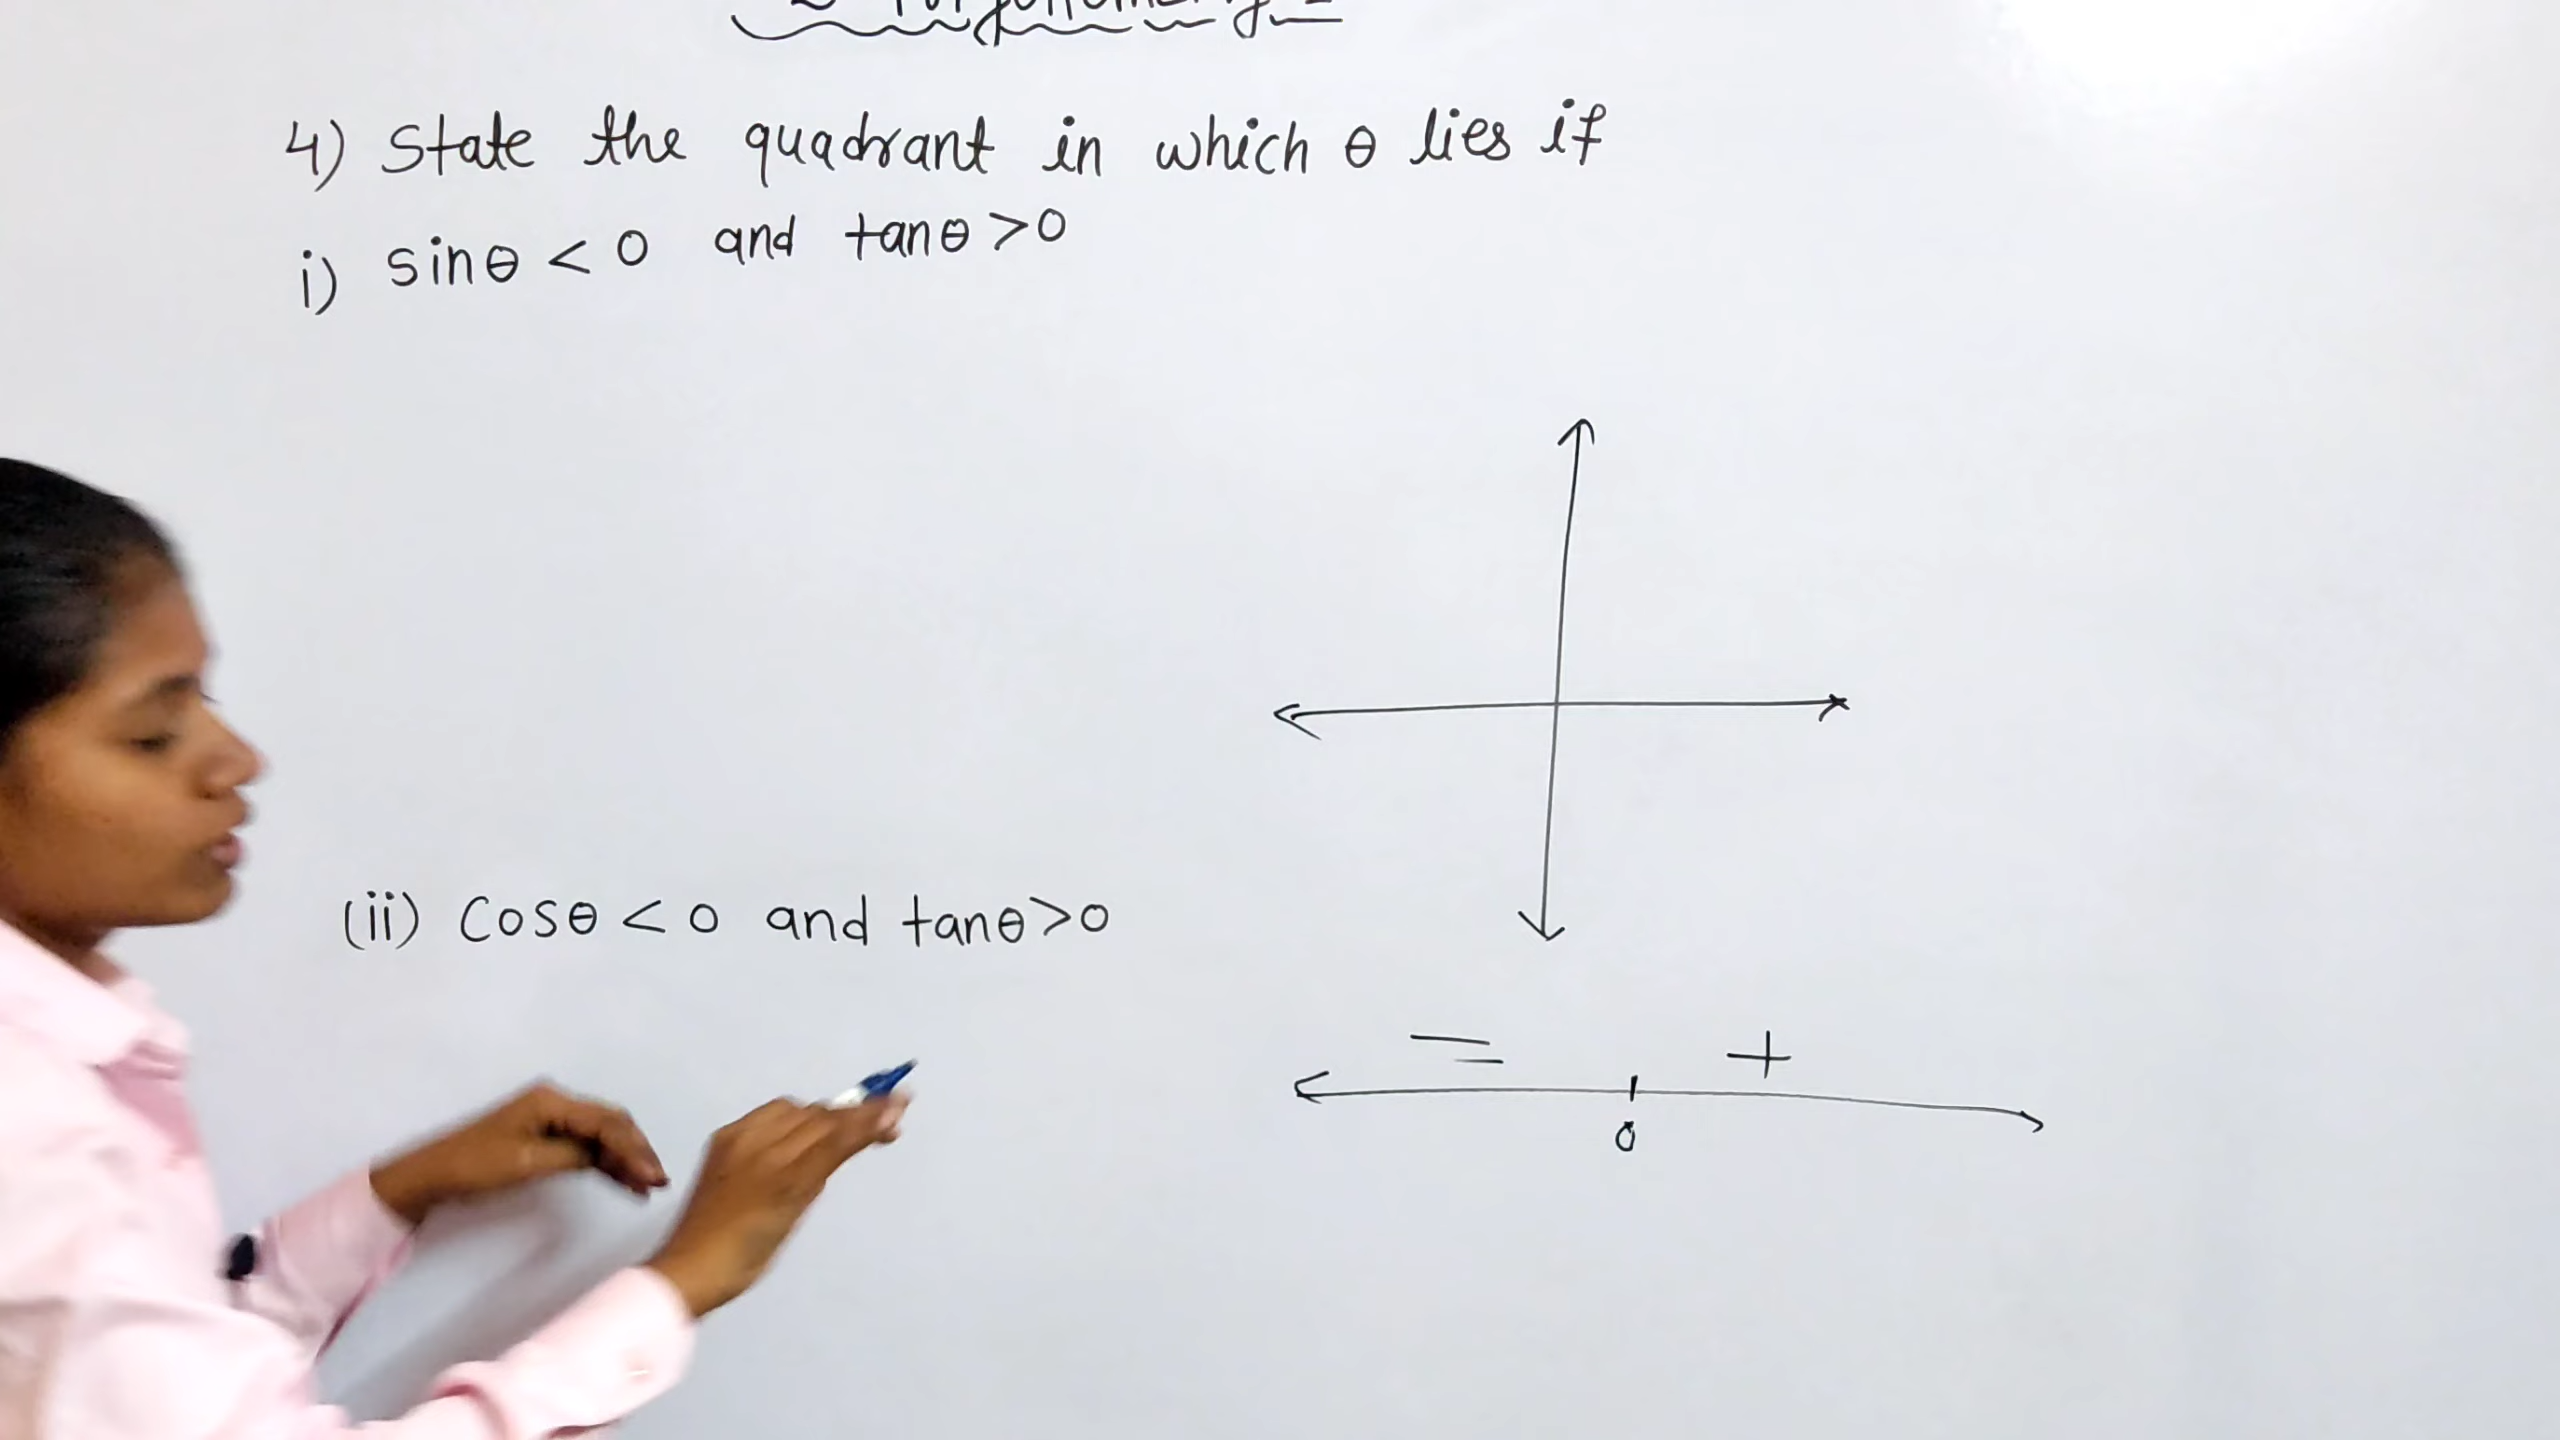 4) State the quadrant in which θ lies if
i) sinθ < 0 and tanθ > 0
(ii) Cosθ < 0 and tanθ > 0
− +
0